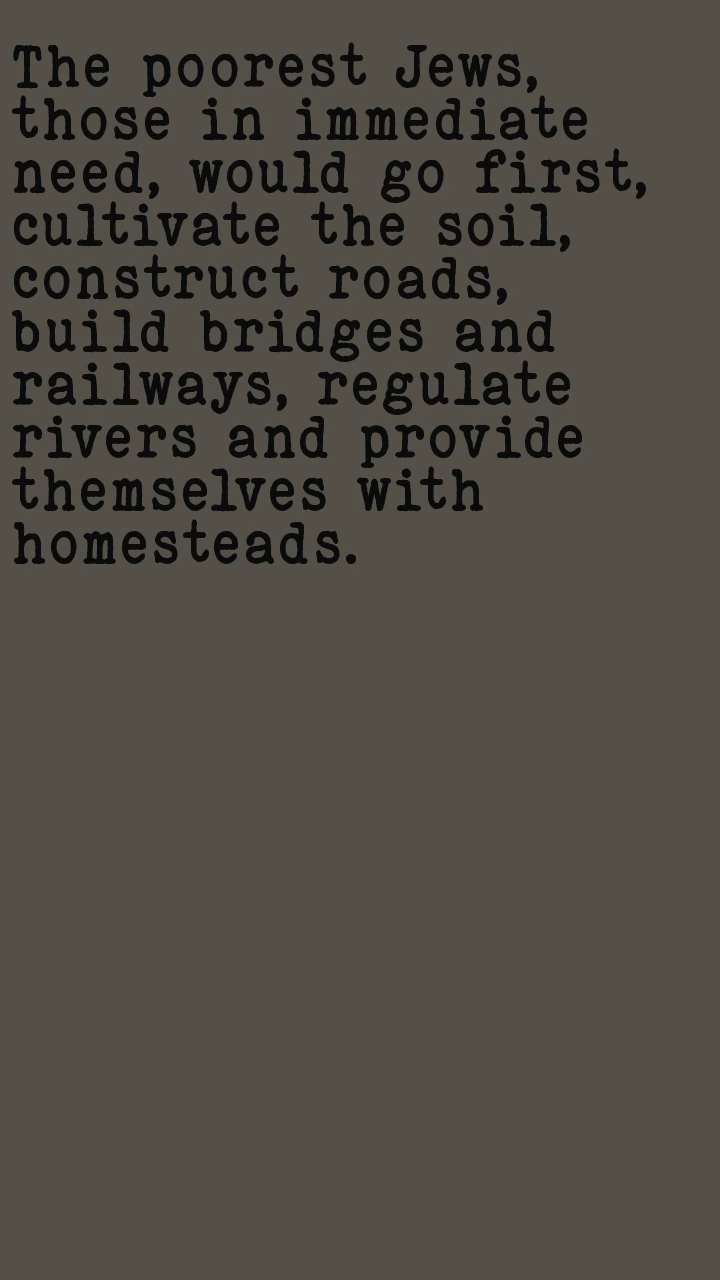 The poorest Jews,
those in immediate
need, would go first,
cultivate the soil,
construct roads,
build bridges and
railways, regulate
rivers and provide
themselves with
homesteads.